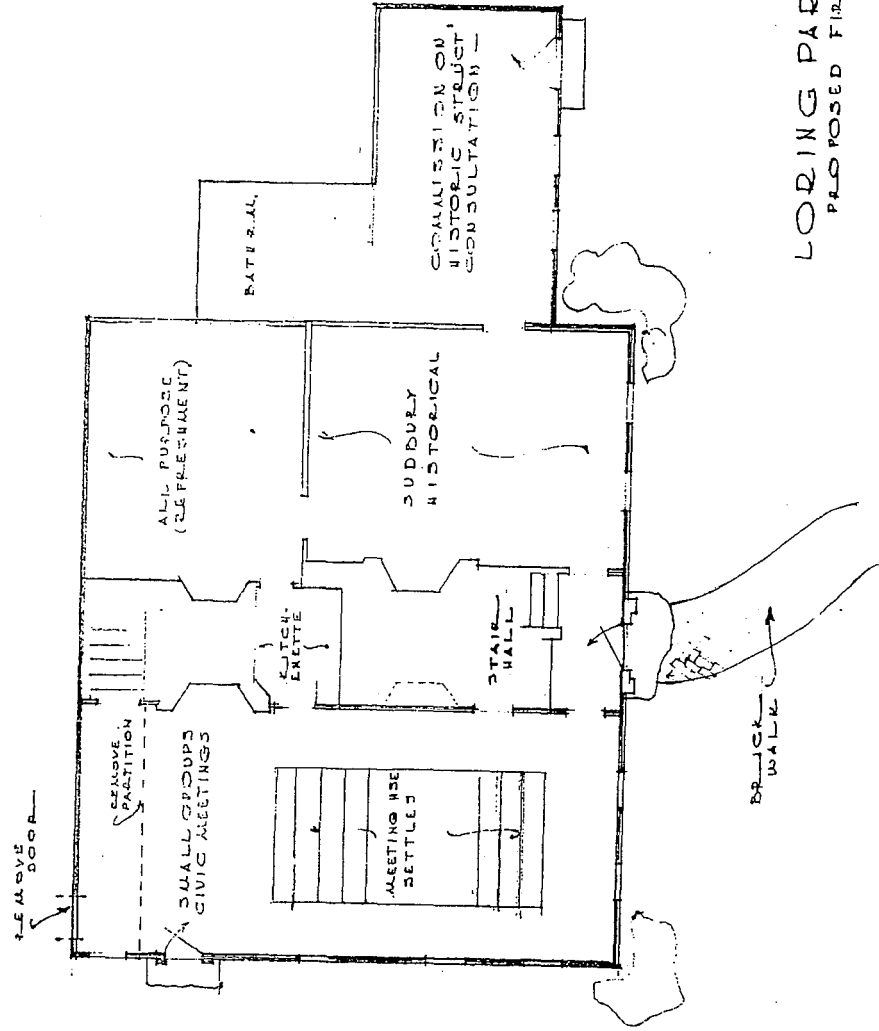 REMOVE
DOOR
REMOVE
PARTITION
SMALL GROUPS
CIVIC MEETINGS
MEETING HSE
SETTLES
KITCH-
ENETTE
STAIR
HALL
ALL PURPOSE
(REFRESHMENT)
SUDBURY
HISTORICAL
BATH RM.
COMMISSION ON
HISTORIC STRUCT'
CONSULTATION —
BRICK
WALK
LORING PAR
PROPOSED FIR